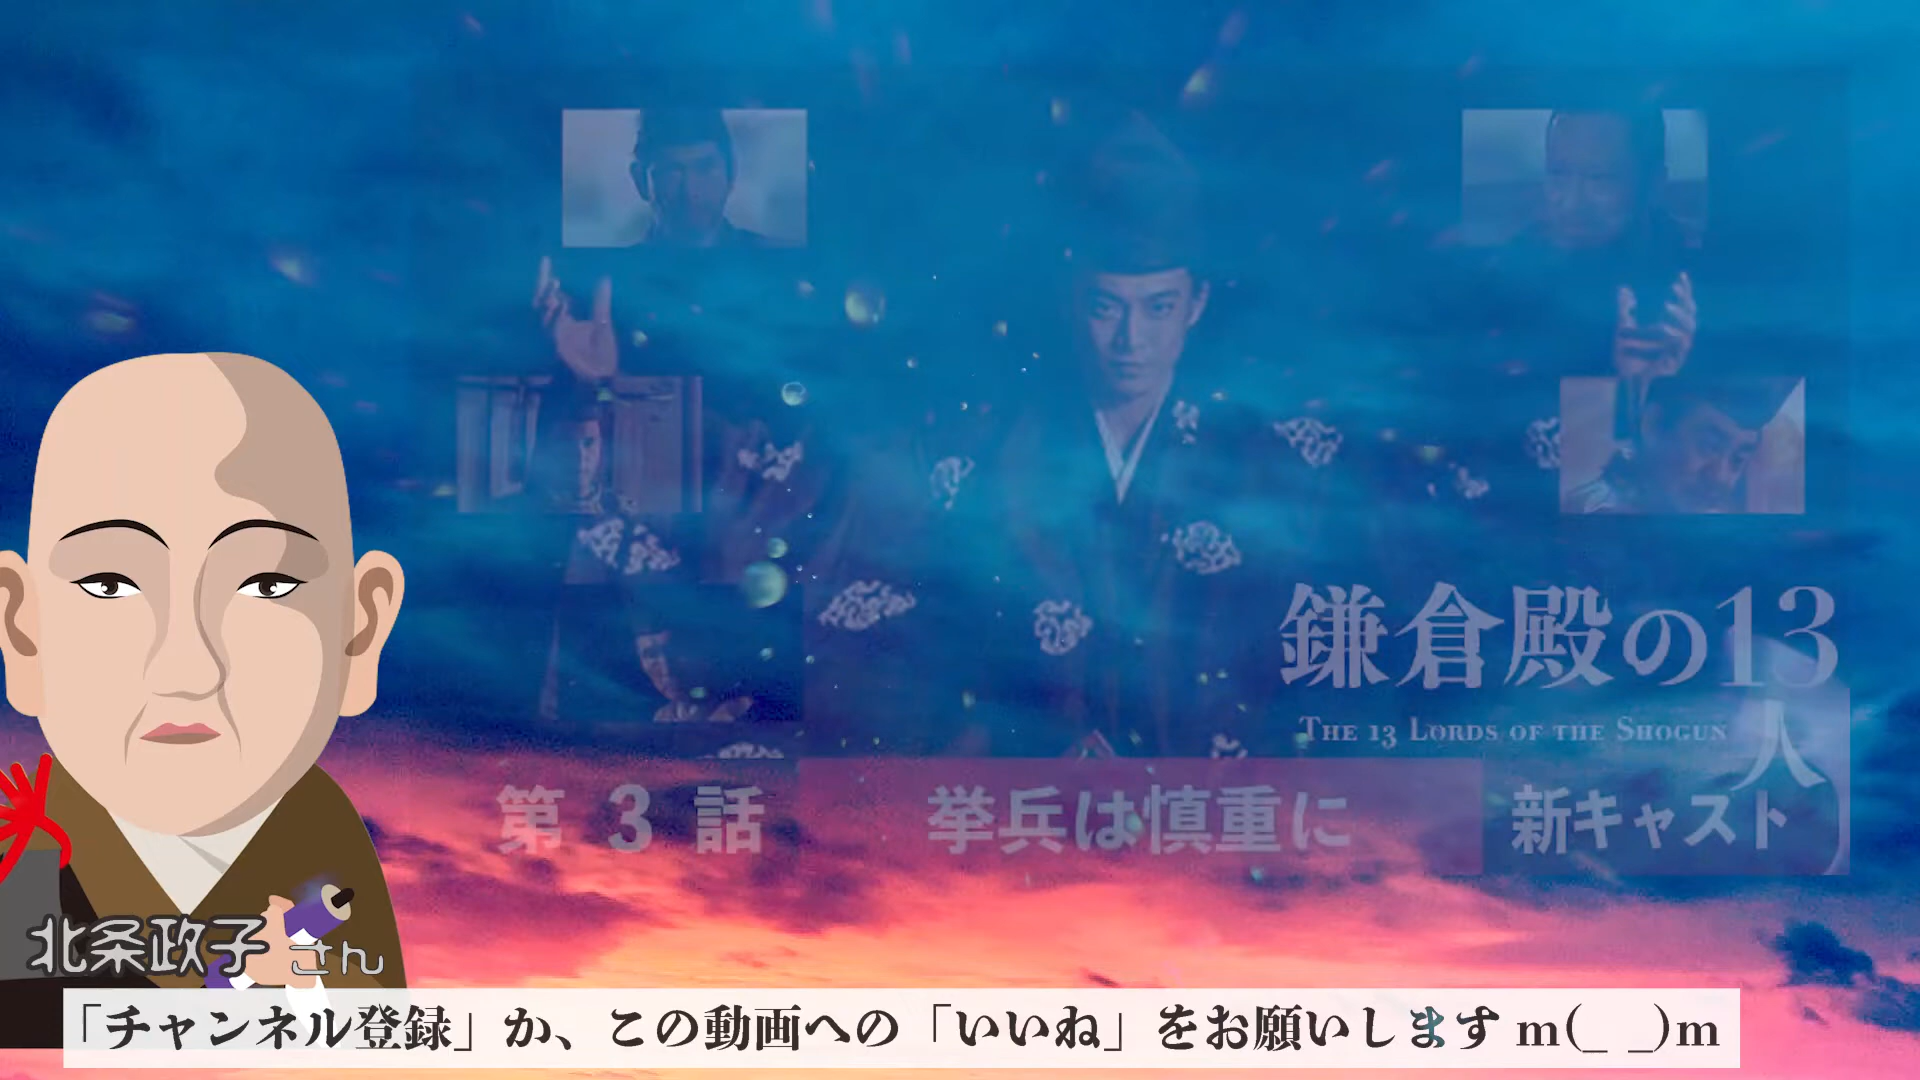 鎌倉殿の13人
THE 13 LORDS OF THE SHOGUN
第3話
挙兵は慎重に
新キャスト
北条政子さん
「チャンネル登録」か、この動画への「いいね」をお願いします m(_ _)m